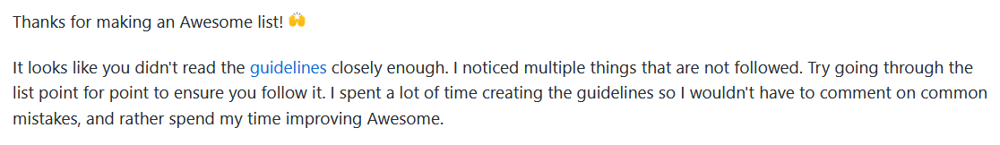 Thanks for making an Awesome list! 🙌
It looks like you didn't read the guidelines closely enough. I noticed multiple things that are not followed. Try going through the
list point for point to ensure you follow it. I spent a lot of time creating the guidelines so I wouldn't have to comment on common
mistakes, and rather spend my time improving Awesome.